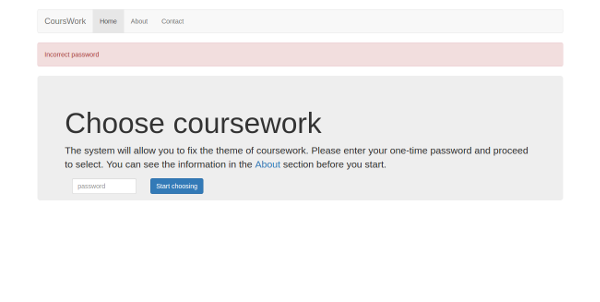 CoursWork Home About Contact
Incorrect password
Choose coursework
The system will allow you to fix the theme of coursework. Please enter your one-time password and proceed
to select. You can see the information in the About section before you start.
password Start choosing